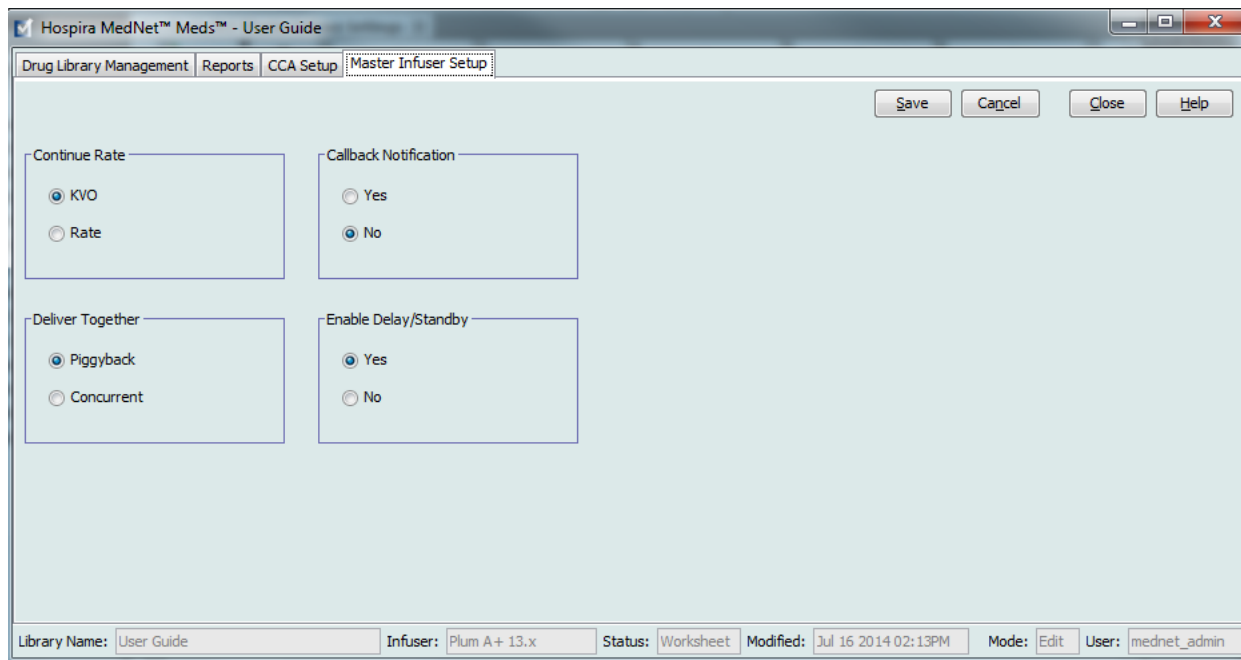 Hospira MedNet™ Meds™ - User Guide
Drug Library Management Reports CCA Setup Master Infuser Setup
Save Cancel Close Help
Continue Rate Callback Notification
KVO Yes
Rate No
Deliver Together Enable Delay/Standby
Piggyback Yes
Concurrent No
Library Name: User Guide Infuser: Plum A+ 13.x Status: Worksheet Modified: Jul 16 2014 02:13PM Mode: Edit User: mednet_admin